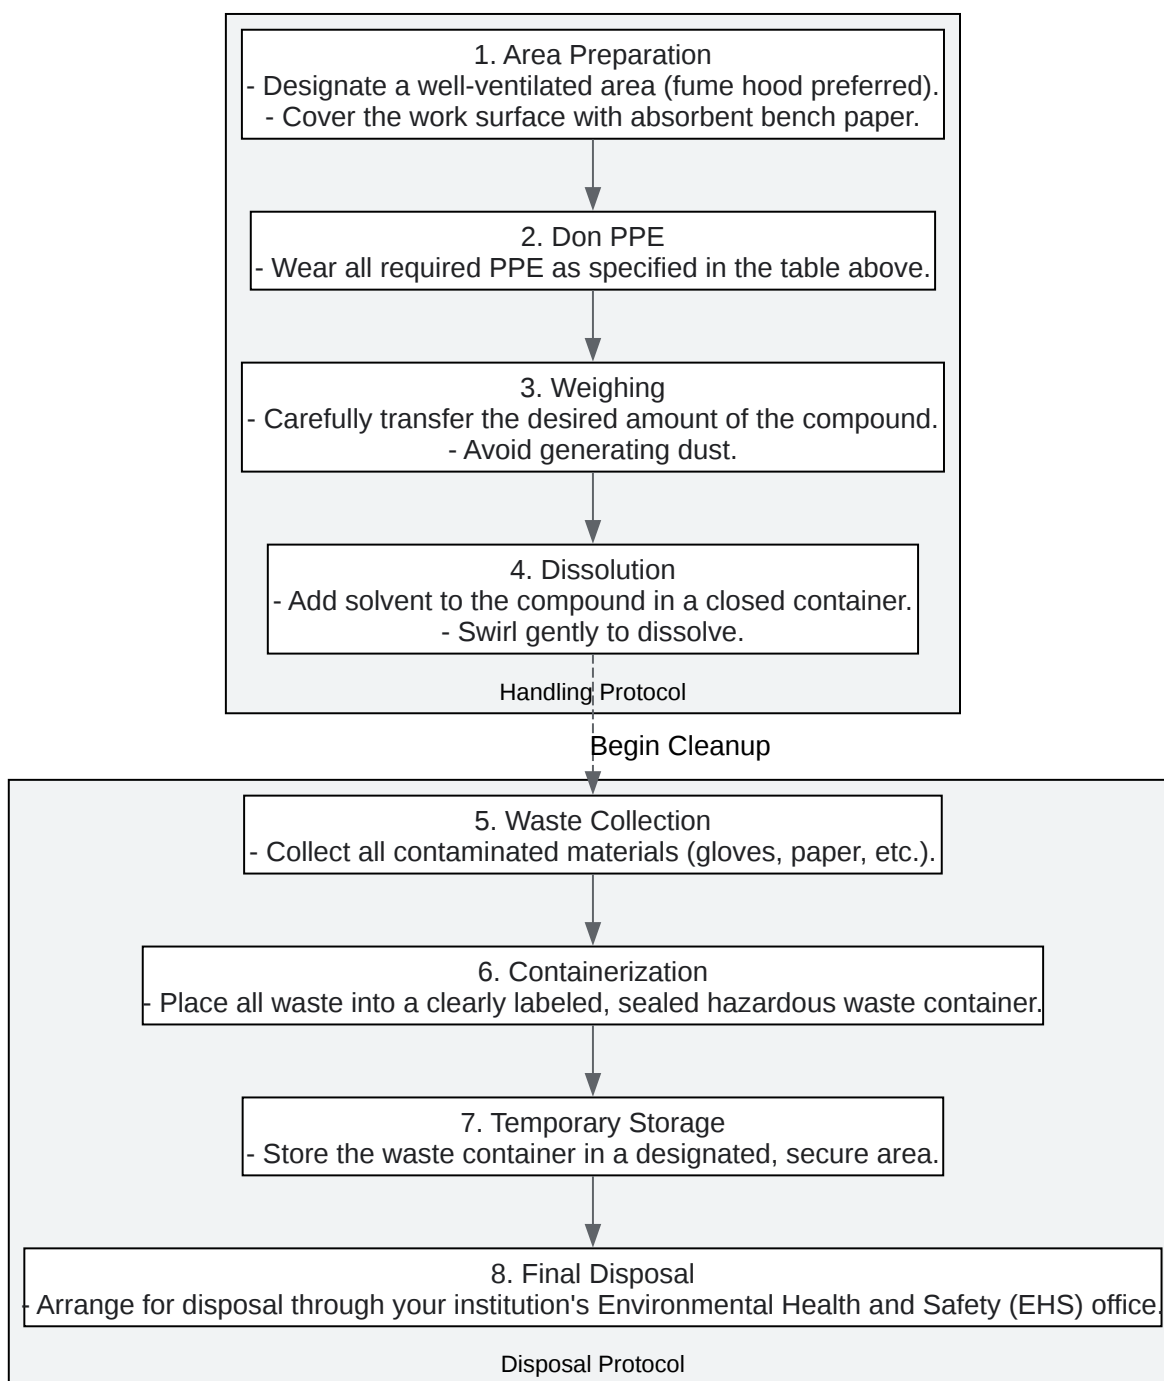 1. Area Preparation
- Designate a well-ventilated area (fume hood preferred).
- Cover the work surface with absorbent bench paper.
2. Don PPE
- Wear all required PPE as specified in the table above.
3. Weighing
- Carefully transfer the desired amount of the compound.
- Avoid generating dust.
4. Dissolution
- Add solvent to the compound in a closed container.
- Swirl gently to dissolve.
Handling Protocol
Begin Cleanup
5. Waste Collection
- Collect all contaminated materials (gloves, paper, etc.).
6. Containerization
- Place all waste into a clearly labeled, sealed hazardous waste container.
7. Temporary Storage
- Store the waste container in a designated, secure area.
8. Final Disposal
- Arrange for disposal through your institution's Environmental Health and Safety (EHS) office.
Disposal Protocol